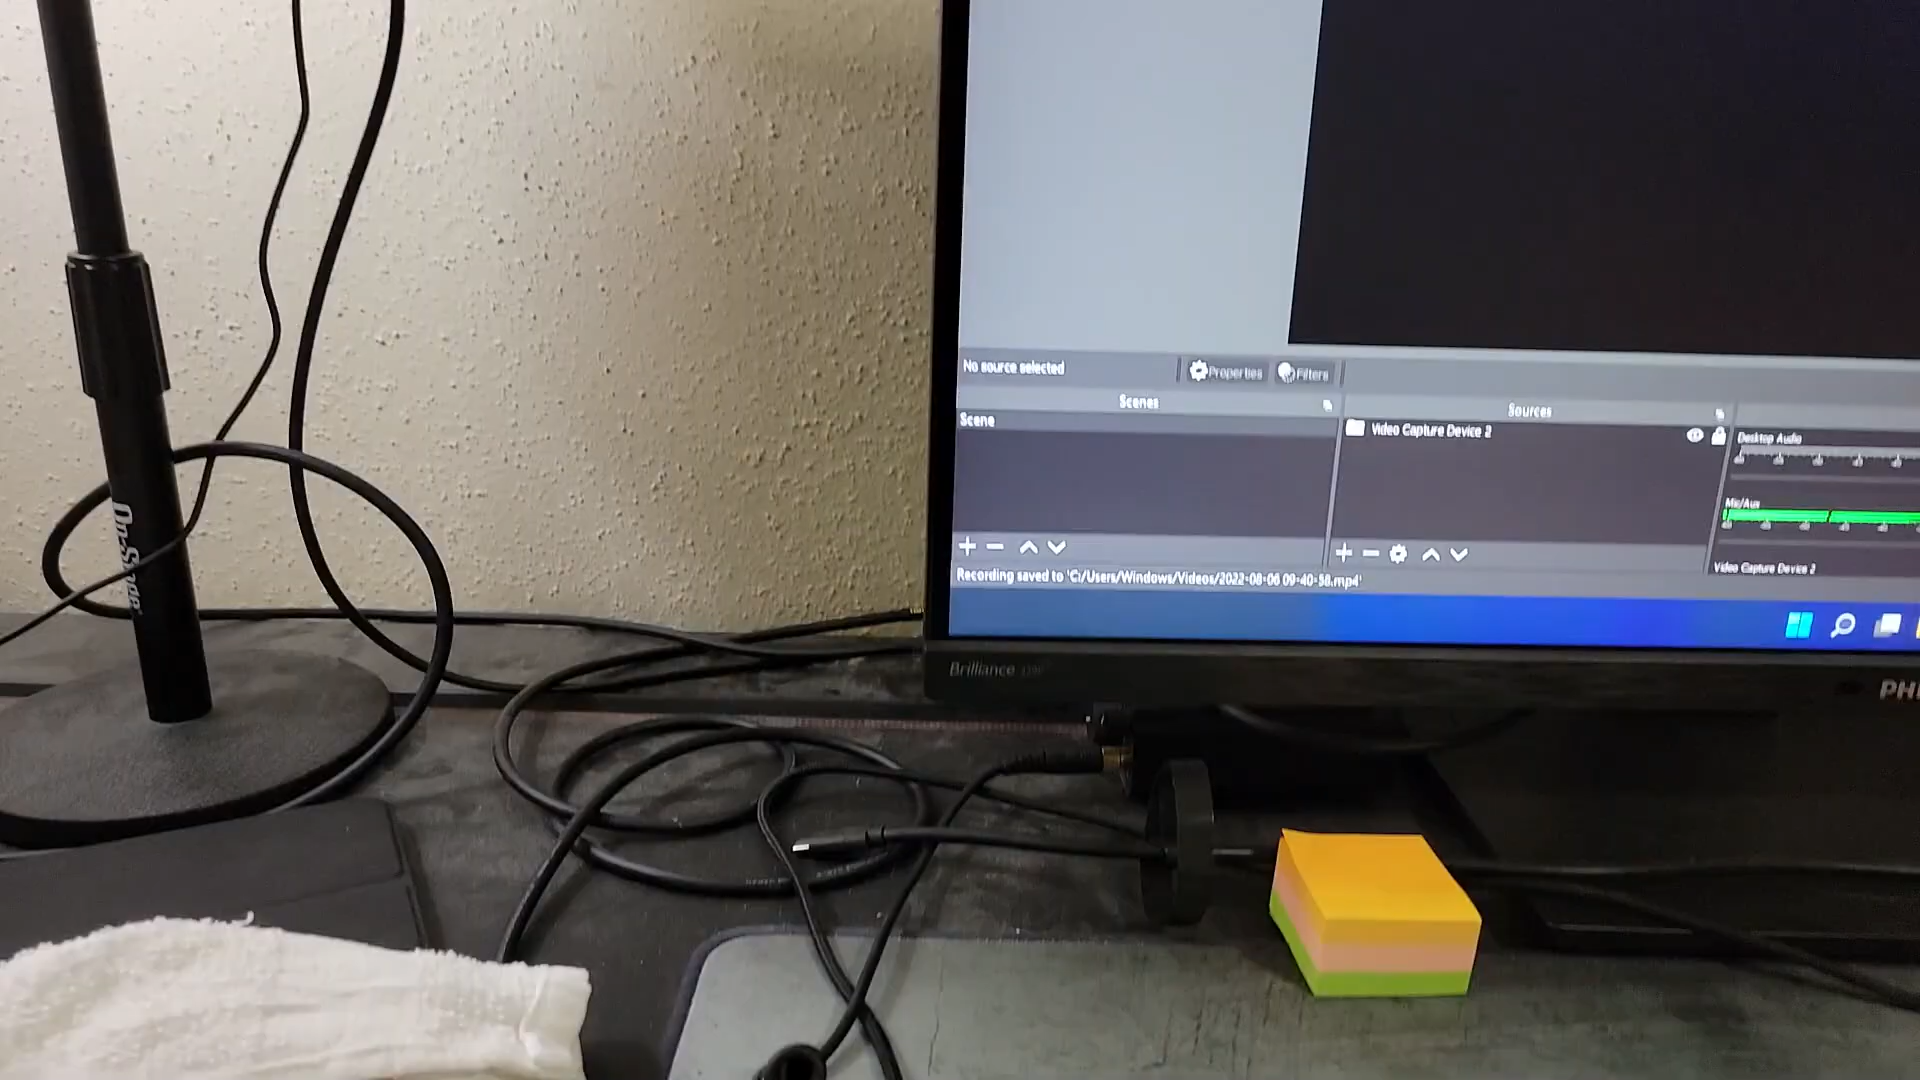 No source selected
Properties
Filters
Scenes
Sources
Scene
Video Capture Device 2
Desktop Audio
Mic/Aux
Video Capture Device 2
Recording saved to 'C:/Users/Windows/Videos/2022-08-06 09-40-58.mp4'
On-Stage
Brilliance
PHI